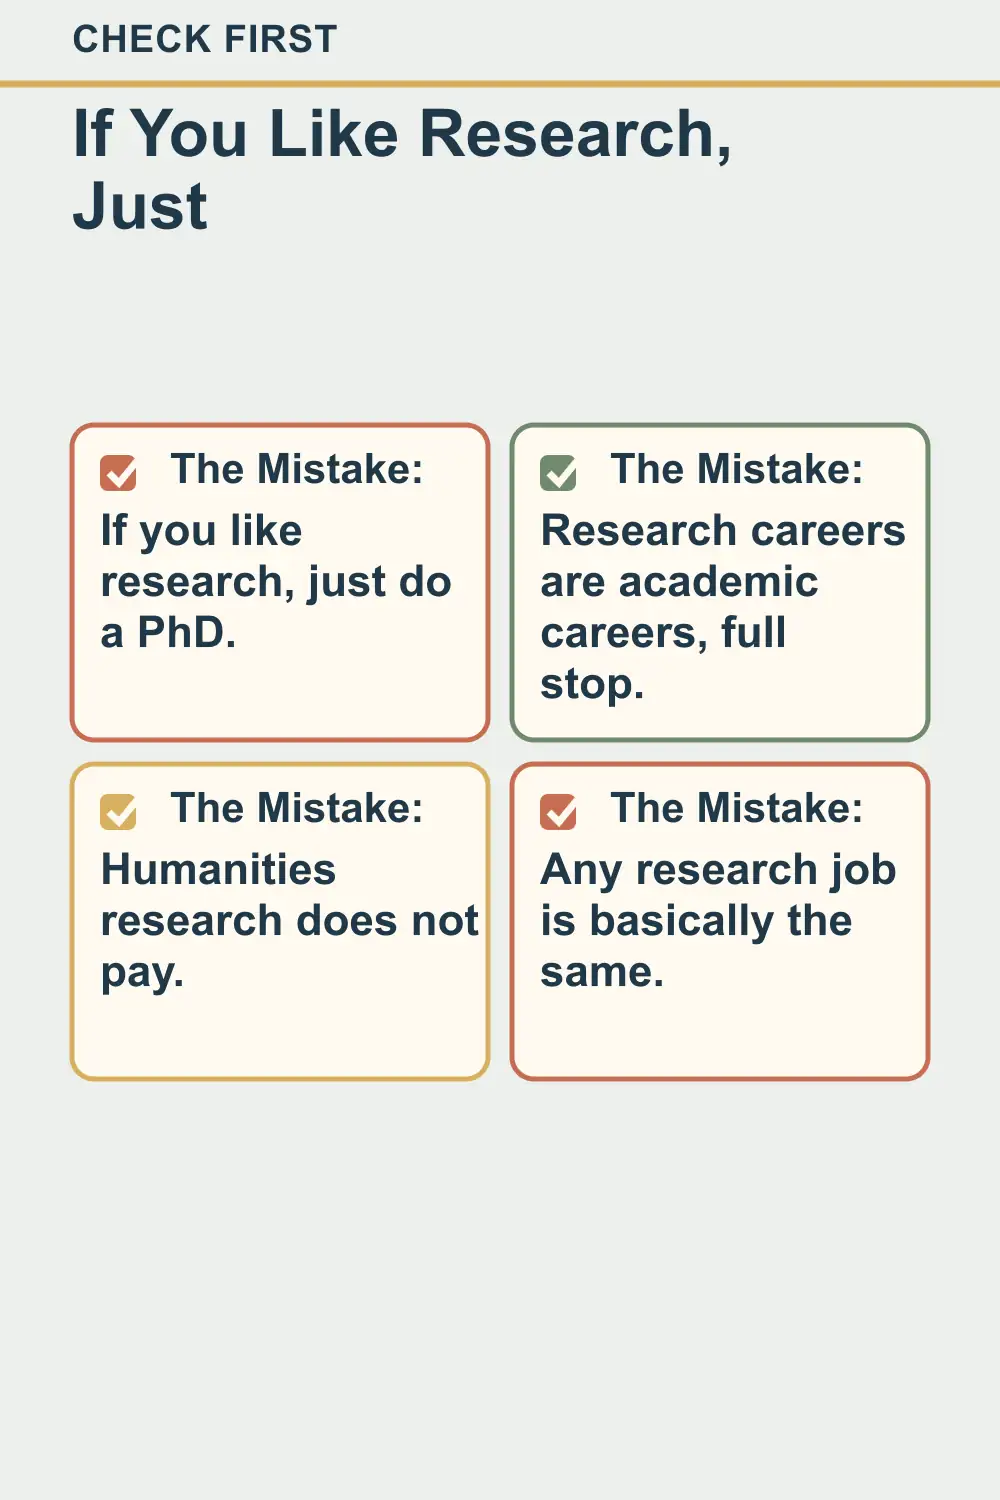 CHECK FIRST
If You Like Research,
Just
The Mistake:
If you like
research, just do
a PhD.
The Mistake:
Research careers
are academic
careers, full
stop.
The Mistake:
Humanities
research does not
pay.
The Mistake:
Any research job
is basically the
same.